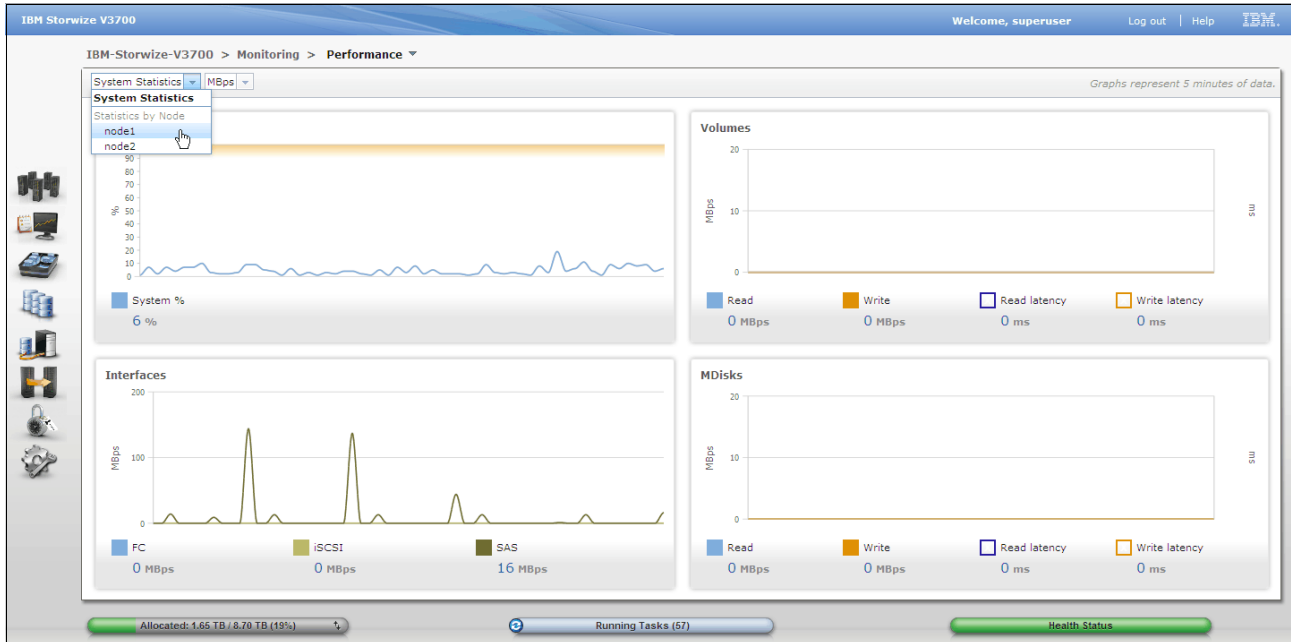 IBM Storwize V3700
Welcome, superuser
Log out | Help
IBM.
IBM-Storwize-V3700 > Monitoring > Performance
System Statistics
MBps
Graphs represent 5 minutes of data.
System Statistics
Statistics by Node
node1
node2
90
80
70
60
50
40
30
20
10
0
%
System %
6 %
Volumes
20
10
0
MBps
ms
Read
Write
Read latency
Write latency
0 MBps
0 MBps
0 ms
0 ms
Interfaces
200
100
0
MBps
FC
iSCSI
SAS
0 MBps
0 MBps
16 MBps
MDisks
20
10
0
MBps
ms
Read
Write
Read latency
Write latency
0 MBps
0 MBps
0 ms
0 ms
Allocated: 1.65 TB / 8.70 TB (19%)
Running Tasks (57)
Health Status